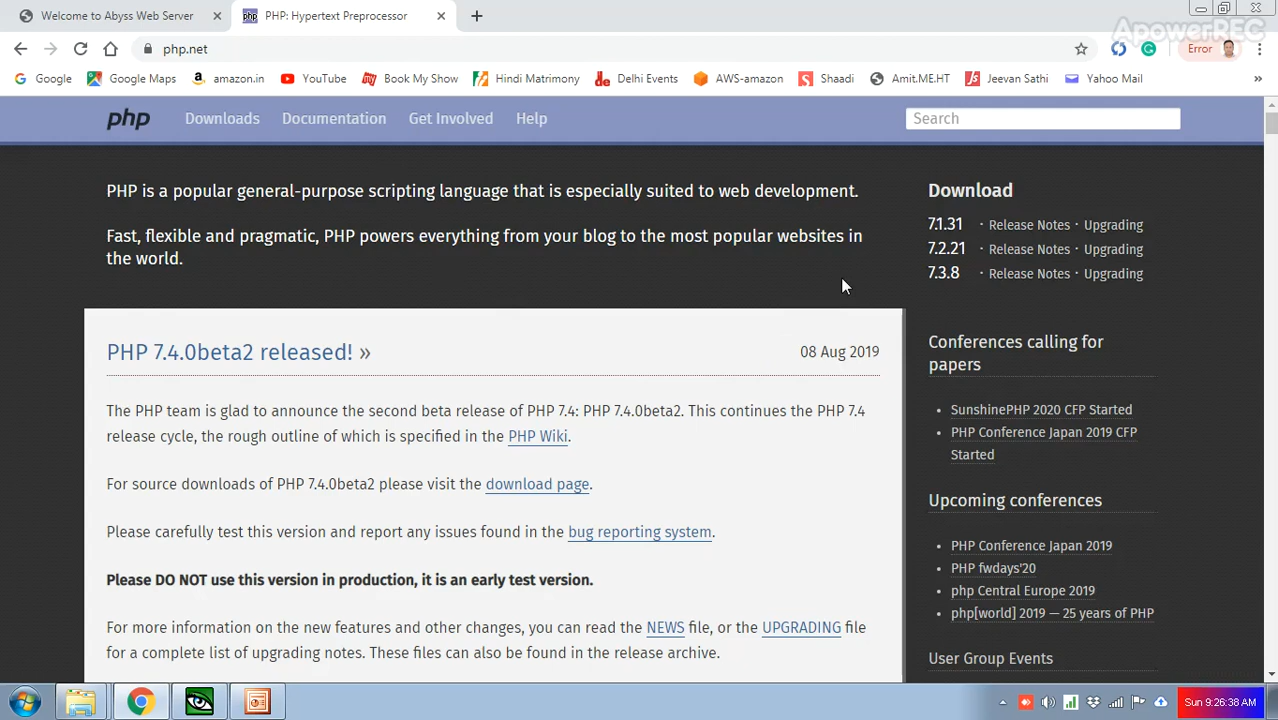 Welcome to Abyss Web Server
PHP: Hypertext Preprocessor
ApowerREC
php.net
Error
Google
Google Maps
amazon.in
YouTube
Book My Show
Hindi Matrimony
Delhi Events
AWS-amazon
Shaadi
Amit.ME.HT
Jeevan Sathi
Yahoo Mail
»
php
Downloads
Documentation
Get Involved
Help
Search
PHP is a popular general-purpose scripting language that is especially suited to web development.
Fast, flexible and pragmatic, PHP powers everything from your blog to the most popular websites in
the world.
Download
7.1.31 · Release Notes · Upgrading
7.2.21 · Release Notes · Upgrading
7.3.8 · Release Notes · Upgrading
PHP 7.4.0beta2 released! »
08 Aug 2019
The PHP team is glad to announce the second beta release of PHP 7.4: PHP 7.4.0beta2. This continues the PHP 7.4
release cycle, the rough outline of which is specified in the PHP Wiki.
For source downloads of PHP 7.4.0beta2 please visit the download page.
Please carefully test this version and report any issues found in the bug reporting system.
Please DO NOT use this version in production, it is an early test version.
For more information on the new features and other changes, you can read the NEWS file, or the UPGRADING file
for a complete list of upgrading notes. These files can also be found in the release archive.
Conferences calling for
papers
SunshinePHP 2020 CFP Started
PHP Conference Japan 2019 CFP
Started
Upcoming conferences
PHP Conference Japan 2019
PHP fwdays'20
php Central Europe 2019
php[world] 2019 — 25 years of PHP
User Group Events
Sun 9:26:38 AM